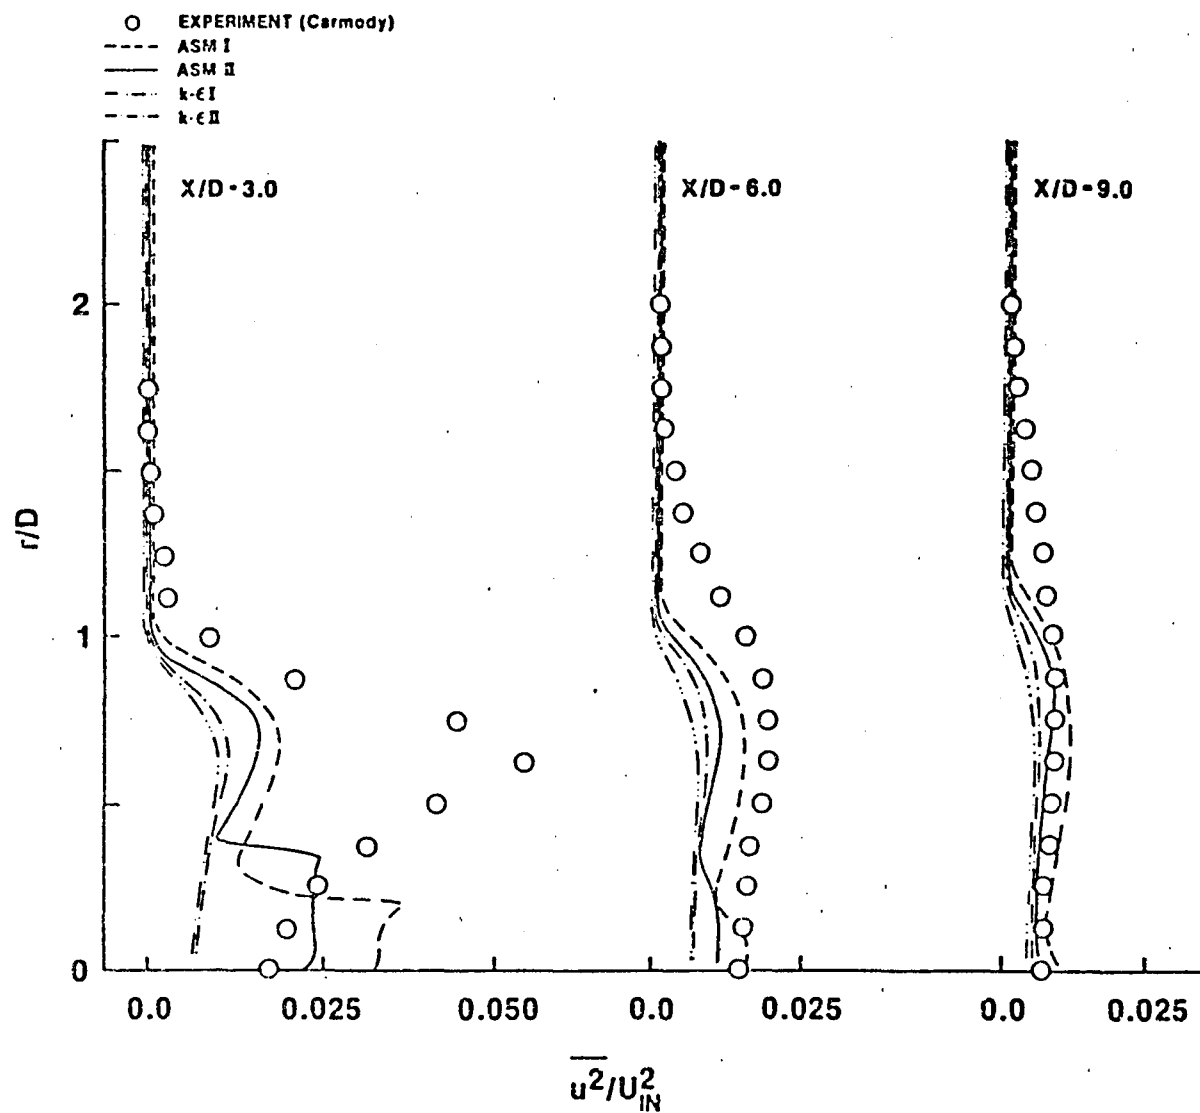 EXPERIMENT (Carmody)
ASM I
ASM II
k-ϵ I
k-ϵ II
X/D-3.0
X/D-6.0
X/D-9.0
2
1
0
r/D
0.0 0.025 0.050 0.0 0.025 0.0 0.025
u²/U²IN